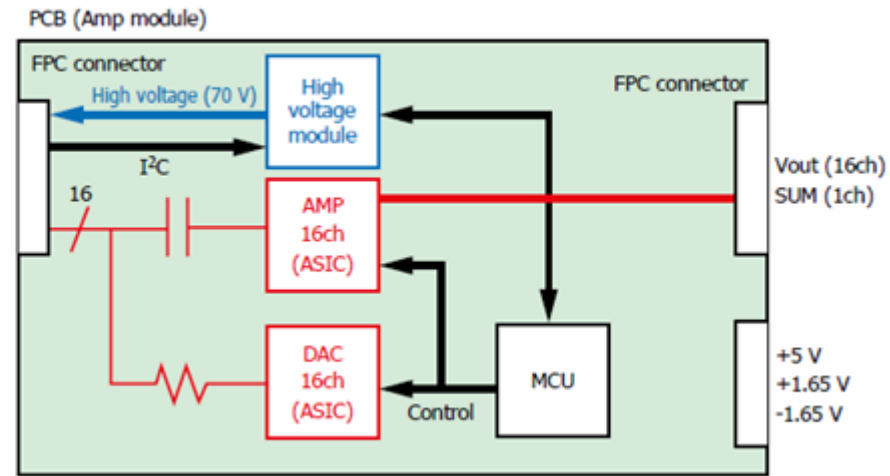 PCB (Amp module)
FPC connector
High voltage (70 V)
I²C
High
voltage
module
FPC connector
Vout (16ch)
SUM (1ch)
16
AMP
16ch
(ASIC)
DAC
16ch
(ASIC)
Control
MCU
+5 V
+1.65 V
-1.65 V